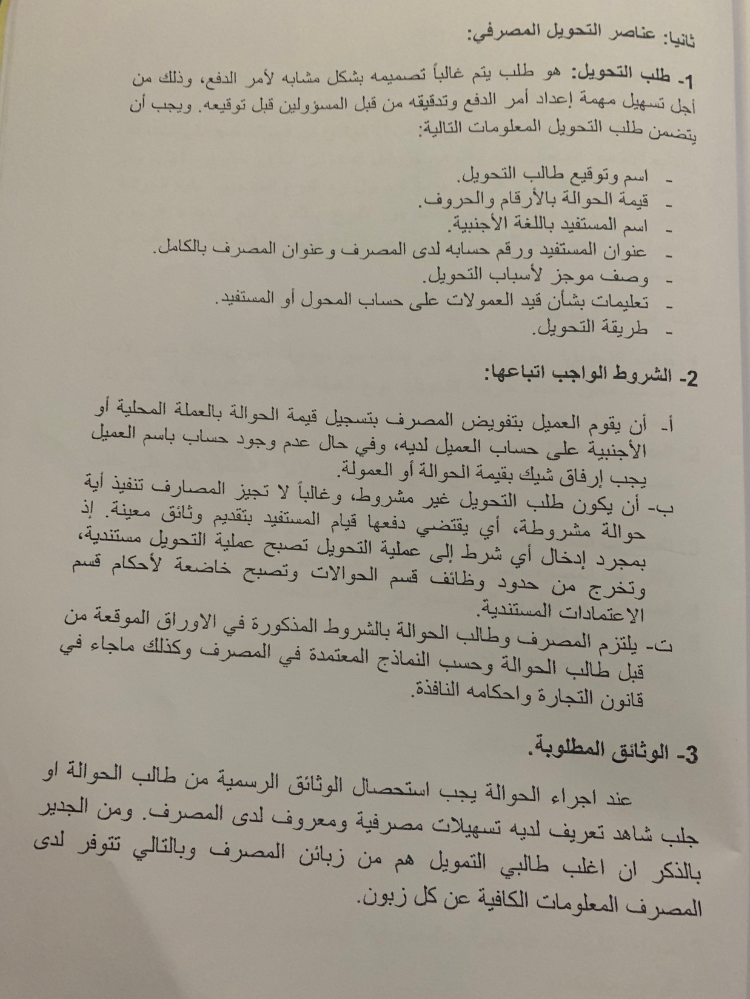 ثانيا: عناصر التحويل المصرفي:
1- طلب التحويل: هو طلب يتم غالباً تصميمه بشكل مشابه لأمر الدفع، وذلك من
أجل تسهيل مهمة إعداد أمر الدفع وتدقيقه من قبل المسؤولين قبل توقيعه. ويجب أن
يتضمن طلب التحويل المعلومات التالية:
- اسم وتوقيع طالب التحويل.
- قيمة الحوالة بالأرقام والحروف.
- اسم المستفيد باللغة الأجنبية.
- عنوان المستفيد ورقم حسابه لدى المصرف وعنوان المصرف بالكامل.
- وصف موجز لأسباب التحويل.
- تعليمات بشأن قيد العمولات على حساب المحول أو المستفيد.
- طريقة التحويل.
2- الشروط الواجب اتباعها:
أ- أن يقوم العميل بتفويض المصرف بتسجيل قيمة الحوالة بالعملة المحلية أو
الأجنبية على حساب العميل لديه، وفي حال عدم وجود حساب باسم العميل
يجب إرفاق شيك بقيمة الحوالة أو العمولة.
ب- أن يكون طلب التحويل غير مشروط، وغالباً لا تجيز المصارف تنفيذ أية
حوالة مشروطة، أي يقتضي دفعها قيام المستفيد بتقديم وثائق معينة. إذ
بمجرد إدخال أي شرط إلى عملية التحويل تصبح عملية التحويل مستندية،
وتخرج من حدود وظائف قسم الحوالات وتصبح خاضعة لأحكام قسم
الاعتمادات المستندية.
ت- يلتزم المصرف وطالب الحوالة بالشروط المذكورة في الاوراق الموقعة من
قبل طالب الحوالة وحسب النماذج المعتمدة في المصرف وكذلك ماجاء في
قانون التجارة واحكامه النافذة.
3- الوثائق المطلوبة.
عند اجراء الحوالة يجب استحصال الوثائق الرسمية من طالب الحوالة او
جلب شاهد تعريف لديه تسهيلات مصرفية ومعروف لدى المصرف. ومن الجدير
بالذكر ان اغلب طالبي التمويل هم من زبائن المصرف وبالتالي تتوفر لدى
المصرف المعلومات الكافية عن كل زبون.